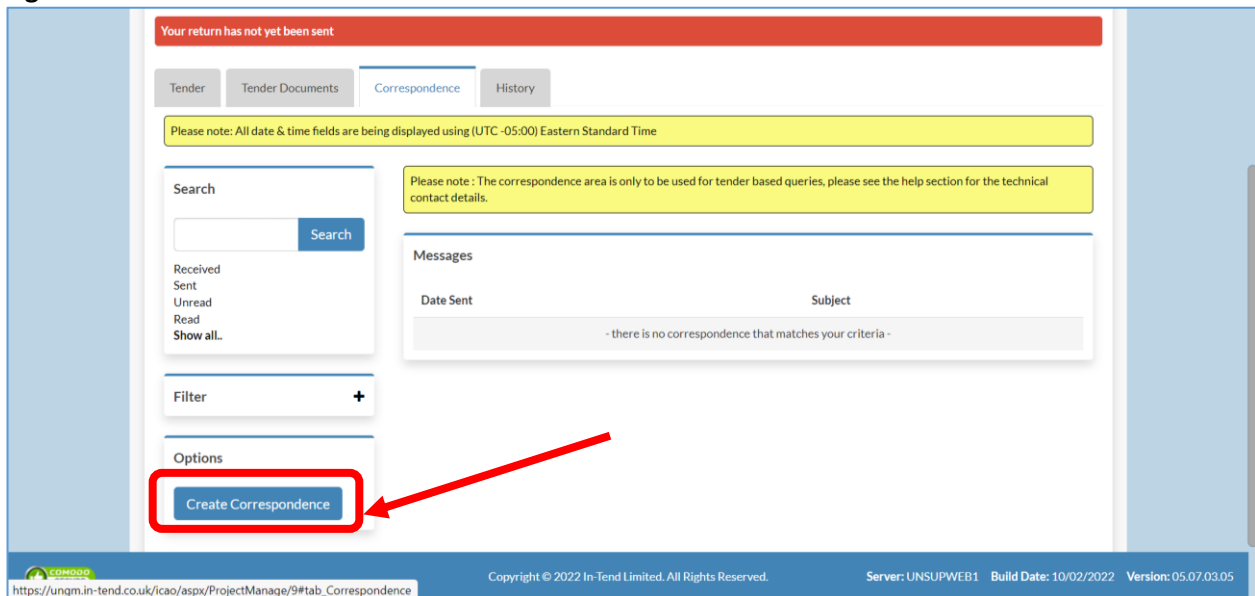 Your return has not yet been sent
Tender Tender Documents Correspondence History
Please note: All date & time fields are being displayed using (UTC -05:00) Eastern Standard Time
Search
Search
Received
Sent
Unread
Read
Show all..
Please note : The correspondence area is only to be used for tender based queries, please see the help section for the technical
contact details.
Messages
Date Sent Subject
- there is no correspondence that matches your criteria -
Filter +
Options
Create Correspondence
COMODO
Copyright © 2022 In-Tend Limited. All Rights Reserved. Server: UNSUPWEB1 Build Date: 10/02/2022 Version: 05.07.03.05
https://ungm.in-tend.co.uk/icao/aspx/ProjectManage/9#tab_Correspondence